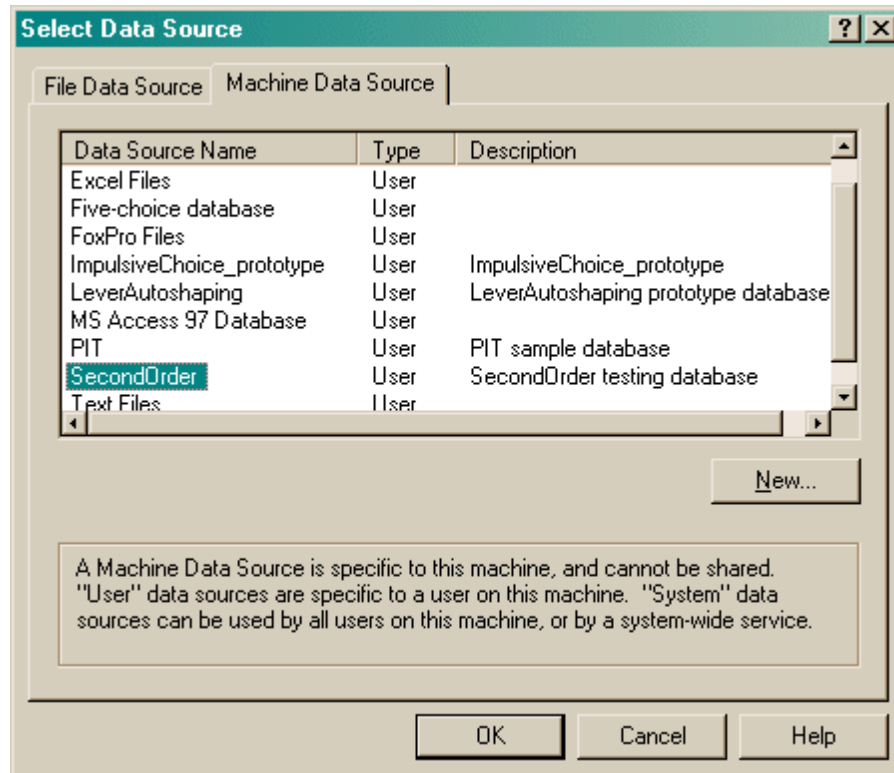 Select Data Source
File Data Source Machine Data Source
Data Source Name Type Description
Excel Files User
Five-choice database User
FoxPro Files User
ImpulsiveChoice_prototype User ImpulsiveChoice_prototype
LeverAutoshaping User LeverAutoshaping prototype database
MS Access 97 Database User
PIT User PIT sample database
SecondOrder User SecondOrder testing database
Text Files User
New...
A Machine Data Source is specific to this machine, and cannot be shared.
"User" data sources are specific to a user on this machine. "System" data
sources can be used by all users on this machine, or by a system-wide service.
OK Cancel Help